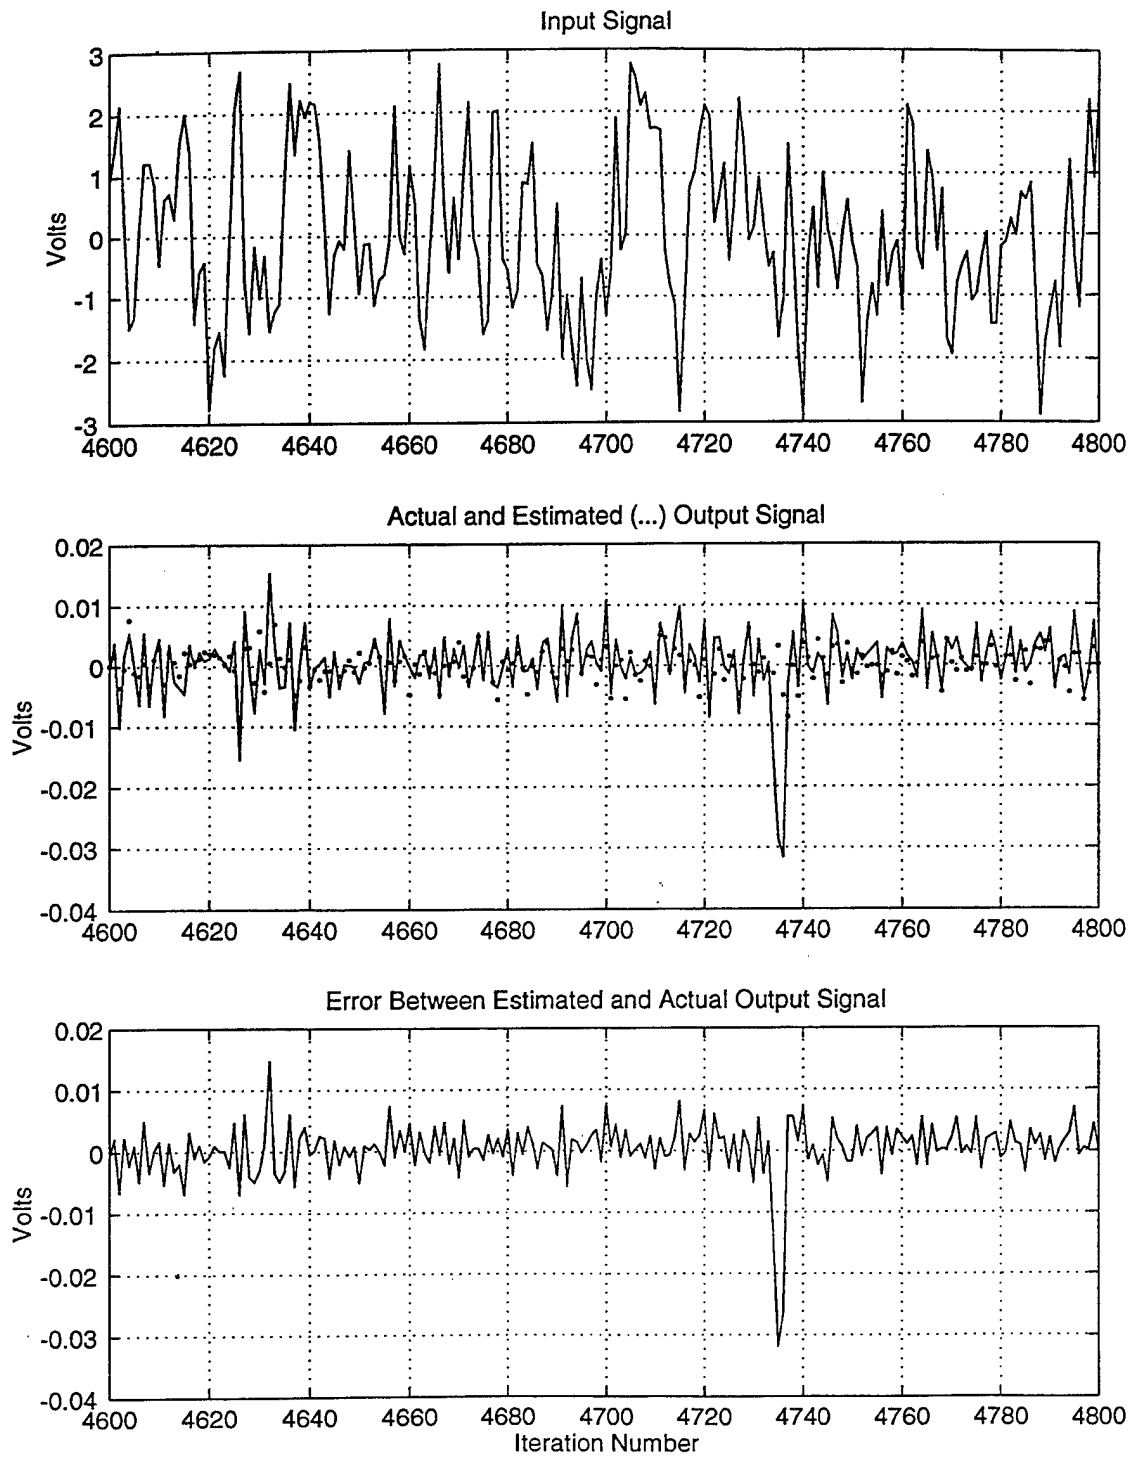 Input Signal
3
2
1
0
-1
-2
-3
Volts
4600 4620 4640 4660 4680 4700 4720 4740 4760 4780 4800
Actual and Estimated (...) Output Signal
0.02
0.01
0
-0.01
-0.02
-0.03
-0.04
Volts
4600 4620 4640 4660 4680 4700 4720 4740 4760 4780 4800
Error Between Estimated and Actual Output Signal
0.02
0.01
0
-0.01
-0.02
-0.03
-0.04
Volts
4600 4620 4640 4660 4680 4700 4720 4740 4760 4780 4800
Iteration Number